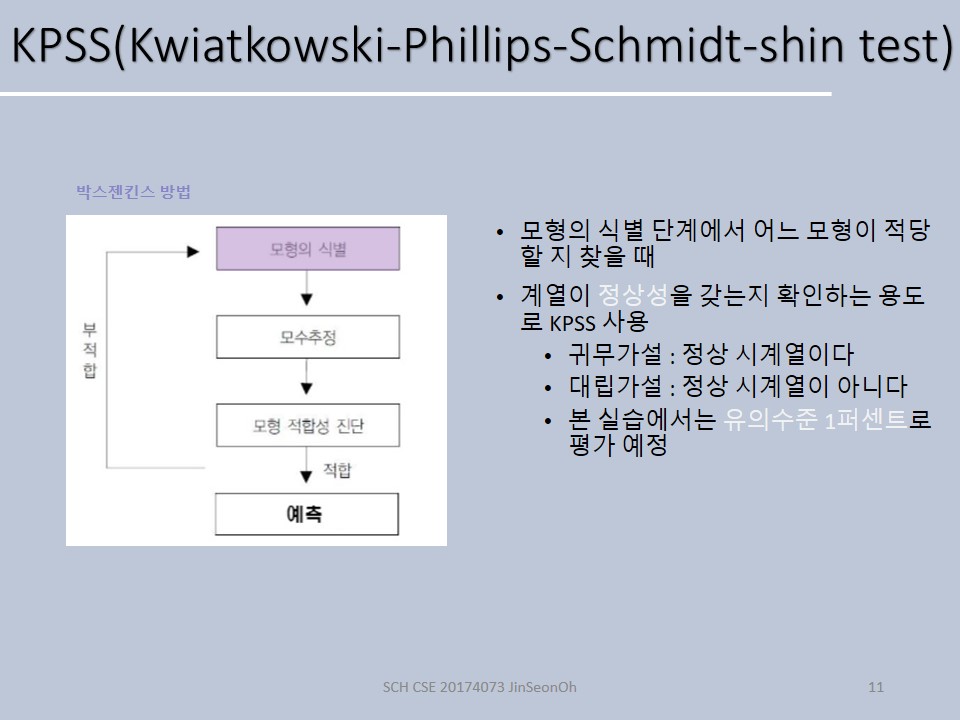 KPSS(Kwiatkowski-Phillips-Schmidt-shin test)
박스젠킨스 방법
모형의 식별
부적합
모수추정
모형 적합성 진단
적합
예측
• 모형의 식별 단계에서 어느 모형이 적당
할 지 찾을 때
• 계열이 정상성을 갖는지 확인하는 용도
로 KPSS 사용
• 귀무가설 : 정상 시계열이다
• 대립가설 : 정상 시계열이 아니다
• 본 실습에서는 유의수준 1퍼센트로
평가 예정
SCH CSE 20174073 JinSeonOh
11